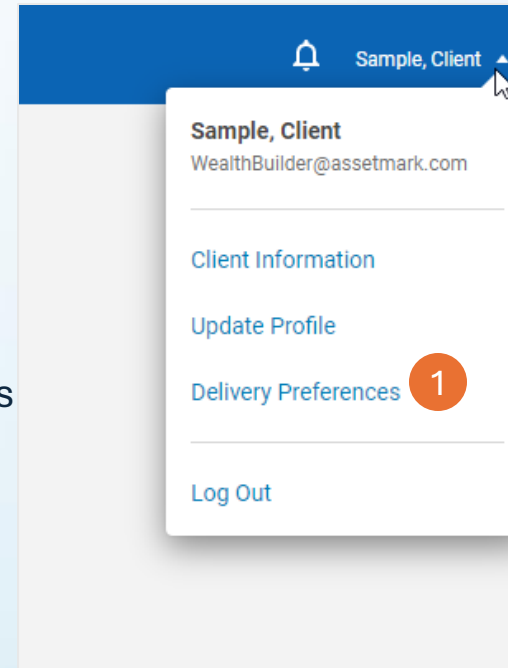 Sample, Client
Sample, Client
WealthBuilder@assetmark.com
Client Information
Update Profile
s
Delivery Preferences 1
Log Out